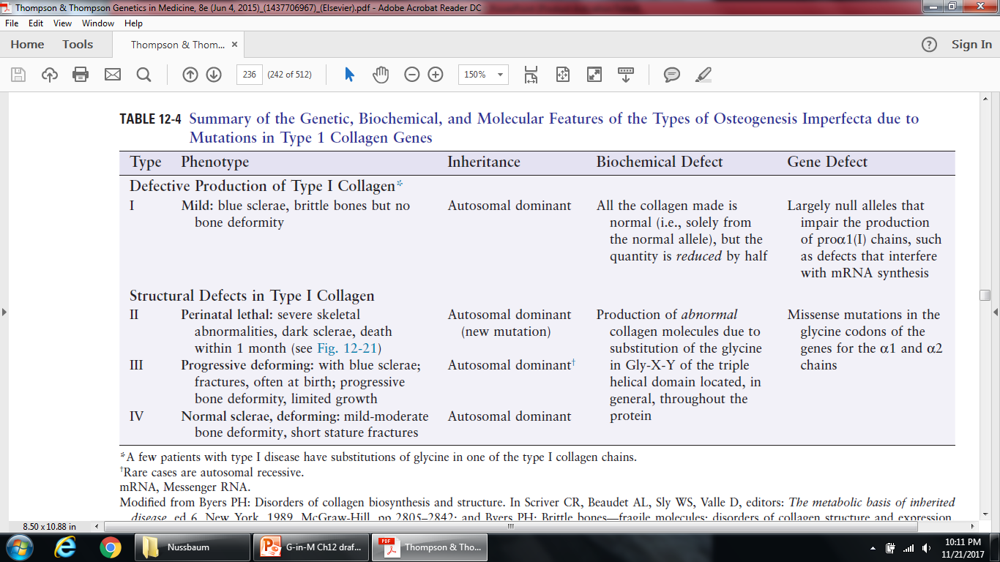 Thompson & Thompson Genetics in Medicine, 8e (Jun 4, 2015)_(1437706967)_(Elsevier).pdf - Adobe Acrobat Reader DC
File Edit View Window Help
Home Tools Thompson & Thom... × ? Sign In
236 (242 of 512) 150%
TABLE 12-4 Summary of the Genetic, Biochemical, and Molecular Features of the Types of Osteogenesis Imperfecta due to
Mutations in Type 1 Collagen Genes
Type Phenotype Inheritance Biochemical Defect Gene Defect
Defective Production of Type I Collagen*
I Mild: blue sclerae, brittle bones but no Autosomal dominant All the collagen made is Largely null alleles that
bone deformity normal (i.e., solely from impair the production
the normal allele), but the of proα1(I) chains, such
quantity is reduced by half as defects that interfere
with mRNA synthesis
Structural Defects in Type I Collagen
II Perinatal lethal: severe skeletal Autosomal dominant Production of abnormal Missense mutations in the
abnormalities, dark sclerae, death (new mutation) collagen molecules due to glycine codons of the
within 1 month (see Fig. 12-21) substitution of the glycine genes for the α1 and α2
III Progressive deforming: with blue sclerae; Autosomal dominant† in Gly-X-Y of the triple chains
fractures, often at birth; progressive helical domain located, in
bone deformity, limited growth general, throughout the
IV Normal sclerae, deforming: mild-moderate Autosomal dominant protein
bone deformity, short stature fractures
*A few patients with type I disease have substitutions of glycine in one of the type I collagen chains.
†Rare cases are autosomal recessive.
mRNA, Messenger RNA.
Modified from Byers PH: Disorders of collagen biosynthesis and structure. In Scriver CR, Beaudet AL, Sly WS, Valle D, editors: The metabolic basis of inherited
disease, ed 6, New York, 1989, McGraw-Hill, pp 2805–2842; and Byers PH: Brittle bones—fragile molecules: disorders of collagen structure and expression.
8.50 x 10.88 in
Nussbaum G-in-M Ch12 draf... Thompson & Tho... 10:11 PM
11/21/2017